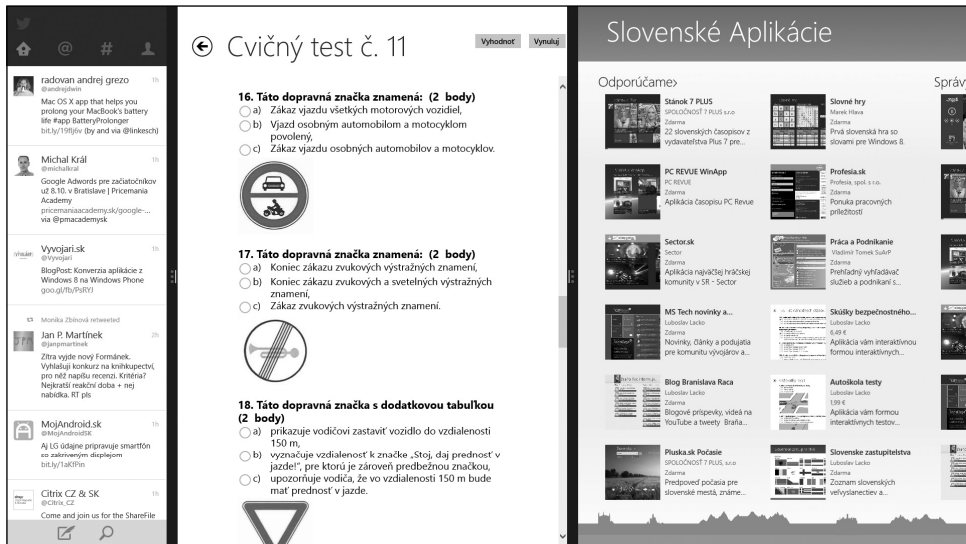 radovan andrej grezo 1h
@andrejdwin
Mac OS X app that helps you
prolong your MacBook's battery
life #app BatteryProlonger
bit.ly/19fIj6v (by and via @linkesch)
Michal Král 1h
@michalkral
Google Adwords pre začiatočníkov
už 8.10. v Bratislave | Pricemania
Academy
pricemaniaacademy.sk/google-...
via @pmacademysk
Vyvojari.sk 1h
@Vyvojari
BlogPost: Konverzia aplikácie z
Windows 8 na Windows Phone
goo.gl/fb/PsRYJ
Monika Zbínová retweeted
Jan P. Martínek 2h
@janpmartinek
Zítra vyjde nový Formánek.
Vyhlašuji konkurz na knihkupectví,
pro něž napíšu recenzi. Kritéria?
Nejkratší reakční doba + nej
nabídka. RT pls
MojAndroid.sk 1h
@MojAndroidSK
Aj LG údajne pripravuje smartfón
so zakriveným displejom
bit.ly/1aKfPin
Citrix CZ & SK 1h
@Citrix_CZ
Come and join us for the ShareFile
Cvičný test č. 11
Vyhodnoť Vynuluj
16. Táto dopravná značka znamená: (2 body)
a) Zákaz vjazdu všetkých motorových vozidiel,
b) Vjazd osobným automobilom a motocyklom
povolený,
c) Zákaz vjazdu osobných automobilov a motocyklov.
17. Táto dopravná značka znamená: (2 body)
a) Koniec zákazu zvukových výstražných znamení,
b) Koniec zákazu zvukových a svetelných výstražných
znamení,
c) Zákaz zvukových výstražných znamení.
18. Táto dopravná značka s dodatkovou tabuľkou
(2 body)
a) prikazuje vodičovi zastaviť vozidlo do vzdialenosti
150 m,
b) vyznačuje vzdialenosť k značke „Stoj, daj prednosť v
jazde!", pre ktorú je zároveň predbežnou značkou,
c) upozorňuje vodiča, že vo vzdialenosti 150 m bude
mať prednosť v jazde.
Slovenské Aplikácie
Odporúčame›
Stánok 7 PLUS
SPOLOČNOSŤ 7 PLUS s.r.o
Zdarma
22 slovenských časopisov z
vydavateľstva Plus 7 pre...
PC REVUE WinApp
PC REVUE
Zdarma
Aplikácia časopisu PC Revue
Sector.sk
Sector
Zdarma
Aplikácia najväčšej hráčskej
komunity v SR - Sector
MS Tech novinky a...
Luboslav Lacko
Zdarma
Novinky, články a podujatia
pre komunitu vývojárov a...
Blog Branislava Raca
Luboslav Lacko
Zdarma
Blogové príspevky, videá na
YouTube a tweety Braňa...
Pluska.sk Počasie
SPOLOČNOSŤ 7 PLUS, s.r.o
Zdarma
Predpoveď počasia pre
slovenské mestá, známe...
Slovné hry
Marek Hlava
Zdarma
Prvá slovenská hra so
slovami pre Windows 8.
Profesia.sk
Profesia, spol. s r.o.
Zdarma
Ponuka pracovných
príležitostí
Práca a Podnikanie
Vladimír Tomek SuArP
Zdarma
Prehľadný vyhľadávač
služieb a podnikaní s...
Skúšky bezpečnostného...
Luboslav Lacko
6,49 €
Aplikácia vám interaktívnou
formou interaktívnych...
Autoškola testy
Luboslav Lacko
1,99 €
Aplikácia vám formou
interaktívnych testov...
Slovenske zastupitelstva
Luboslav Lacko
Zdarma
Zoznam slovenských
veľvyslanectiev a...
Správ